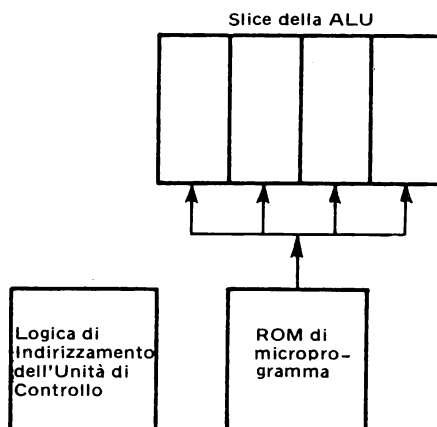 Slice della ALU
Logica di
Indirizzamento
dell'Unità di
Controllo
ROM di
micropro-
gramma